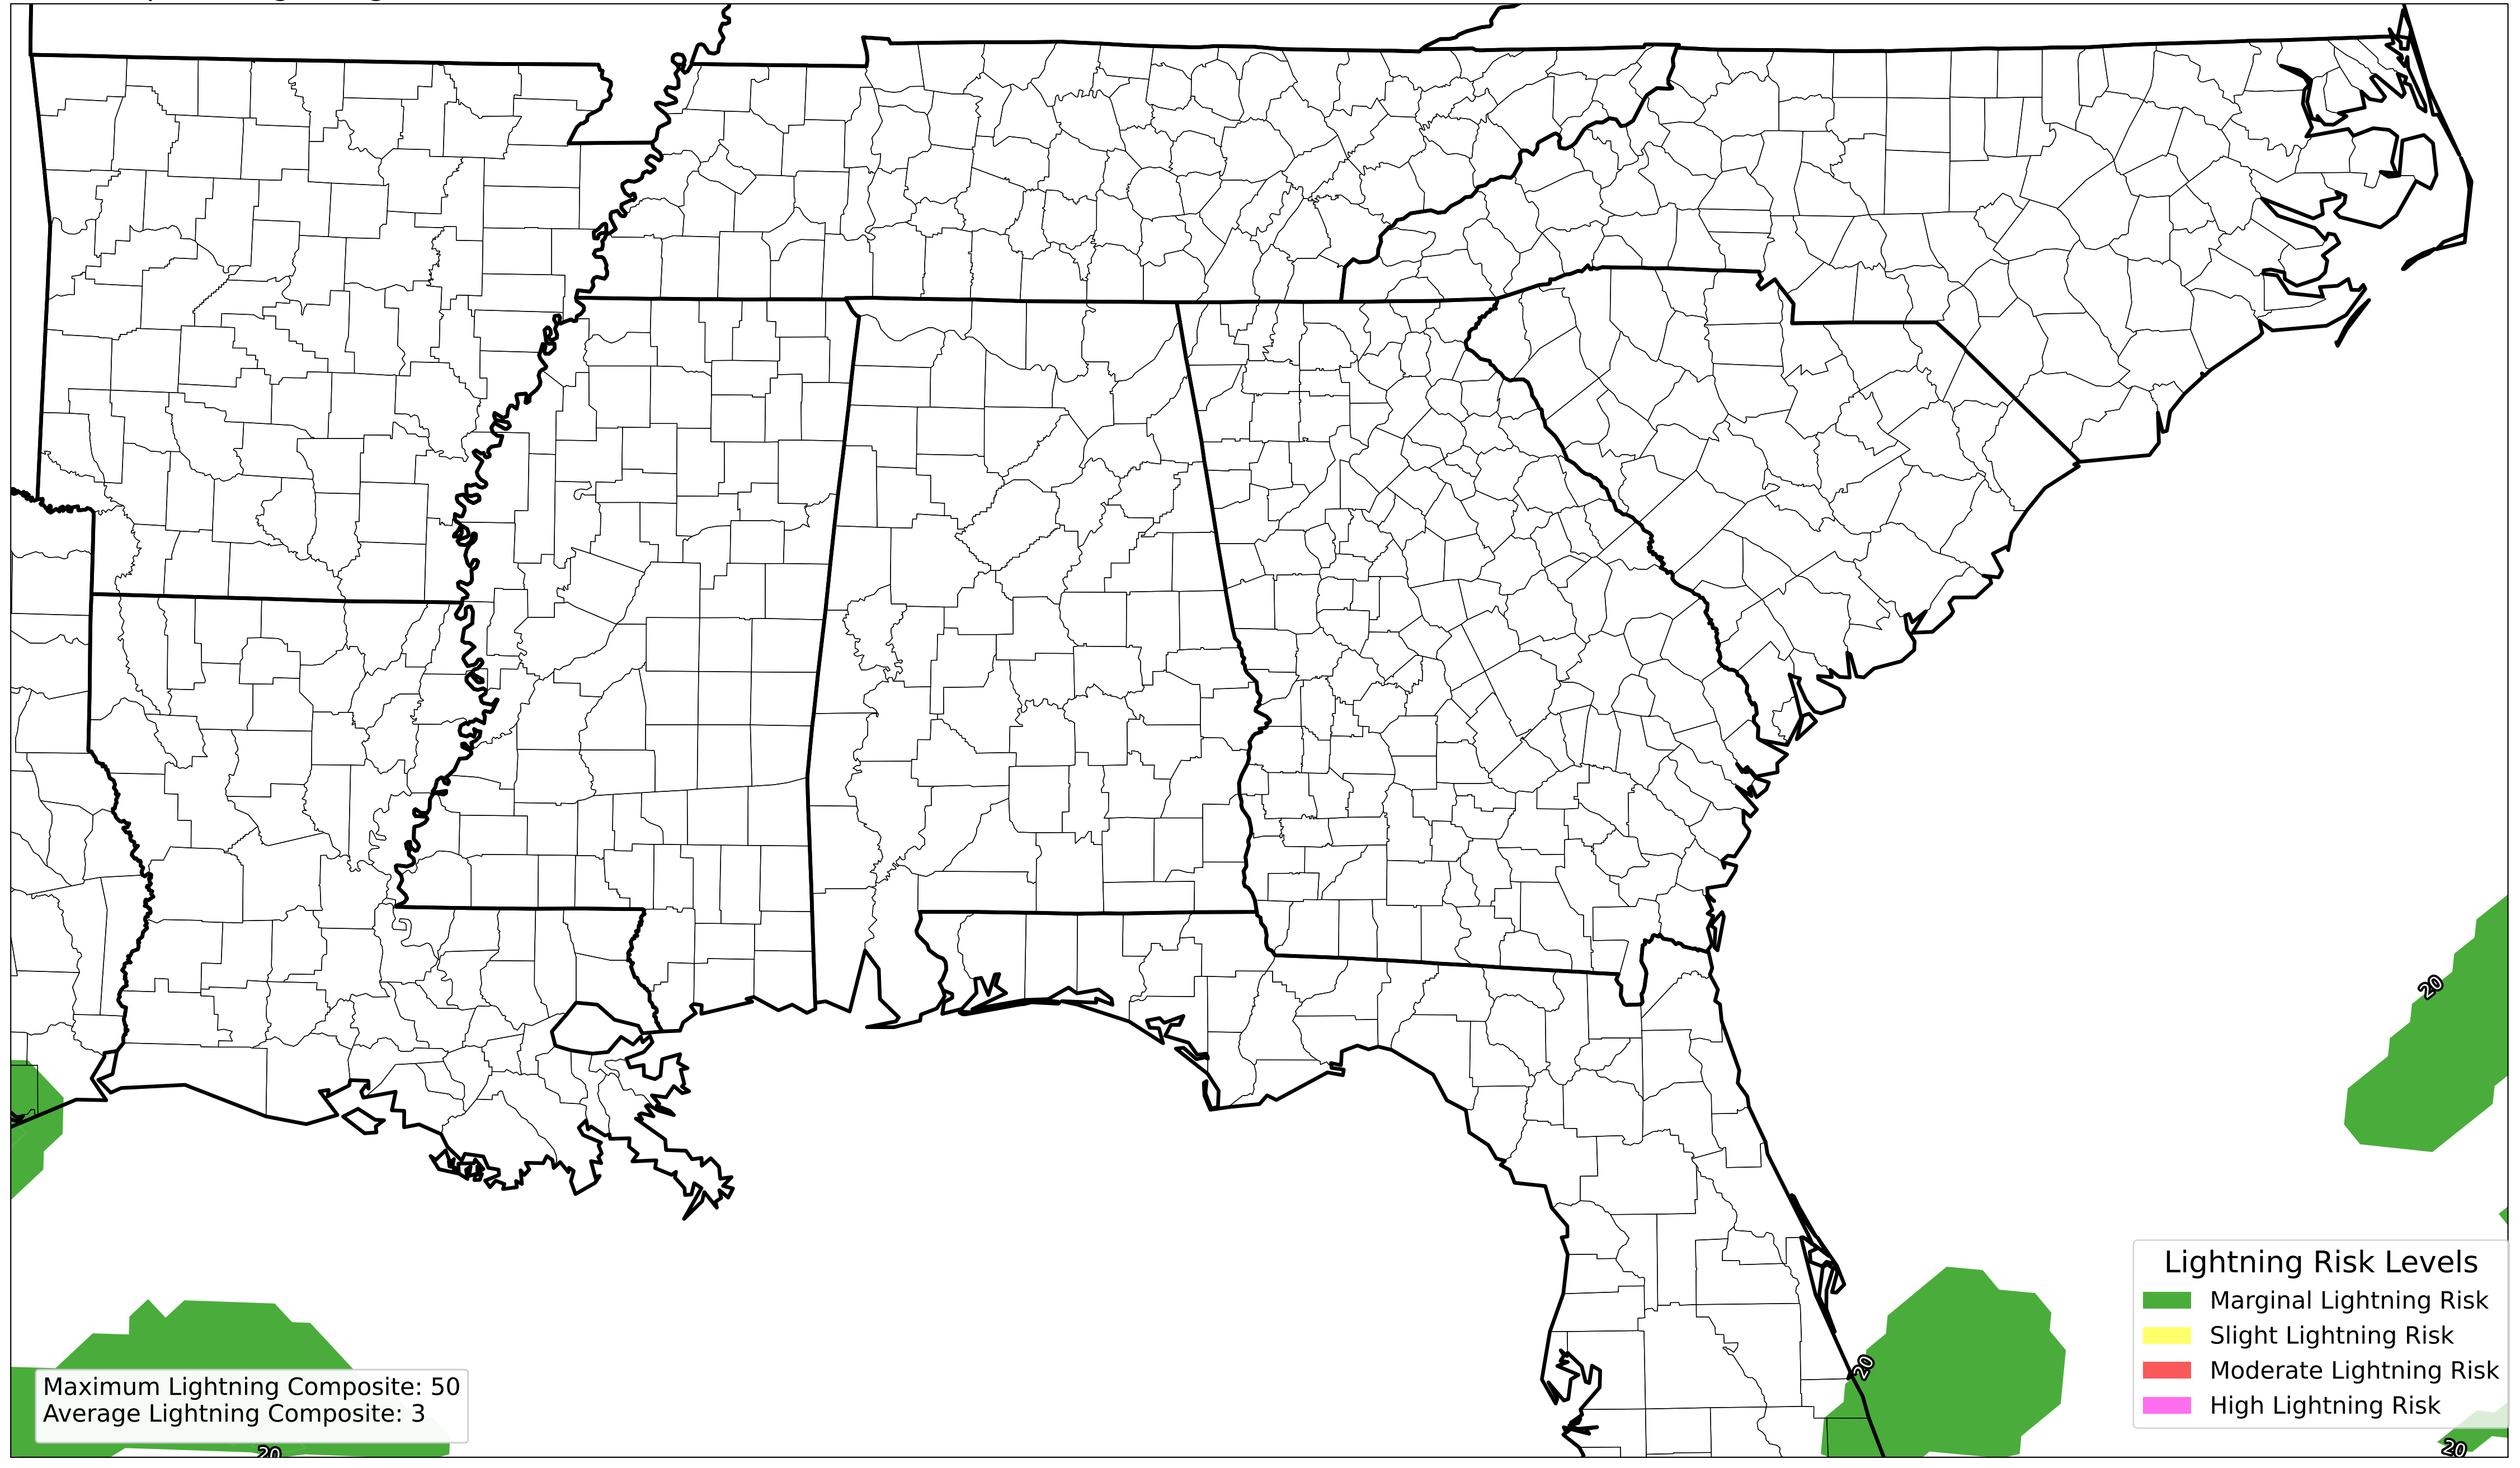 20
20
Lightning Risk Levels
Marginal Lightning Risk
Slight Lightning Risk
Moderate Lightning Risk
High Lightning Risk
Maximum Lightning Composite: 50
Average Lightning Composite: 3
20
20